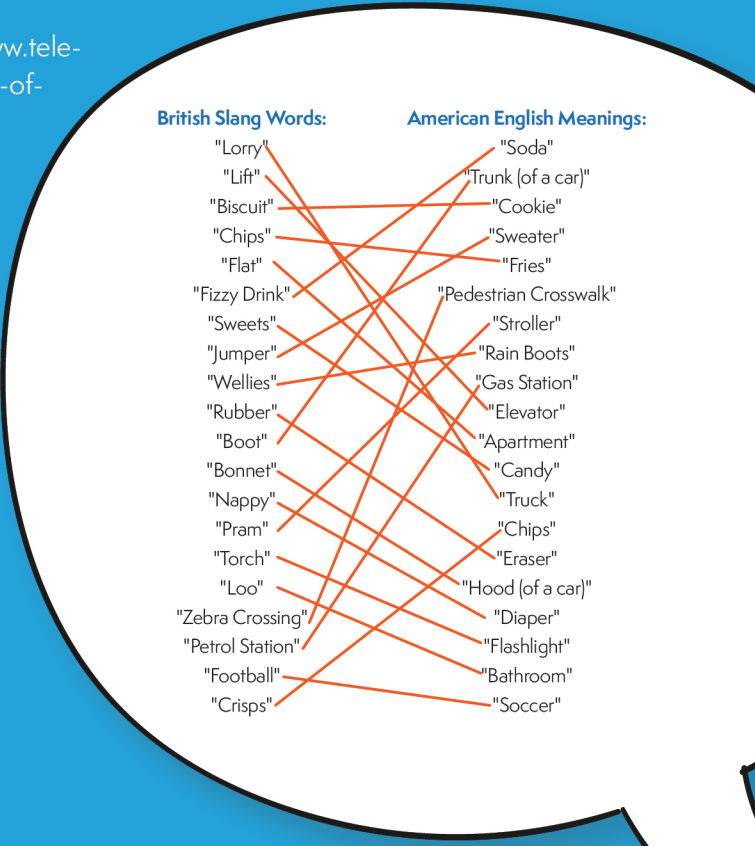 ww.tele-
-of-
British Slang Words:
"Lorry"
"Lift"
"Biscuit"
"Chips"
"Flat"
"Fizzy Drink"
"Sweets"
"Jumper"
"Wellies"
"Rubber"
"Boot"
"Bonnet"
"Nappy"
"Pram"
"Torch"
"Loo"
"Zebra Crossing"
"Petrol Station"
"Football"
"Crisps"
American English Meanings:
"Soda"
"Trunk (of a car)"
"Cookie"
"Sweater"
"Fries"
"Pedestrian Crosswalk"
"Stroller"
"Rain Boots"
"Gas Station"
"Elevator"
"Apartment"
"Candy"
"Truck"
"Chips"
"Eraser"
"Hood (of a car)"
"Diaper"
"Flashlight"
"Bathroom"
"Soccer"